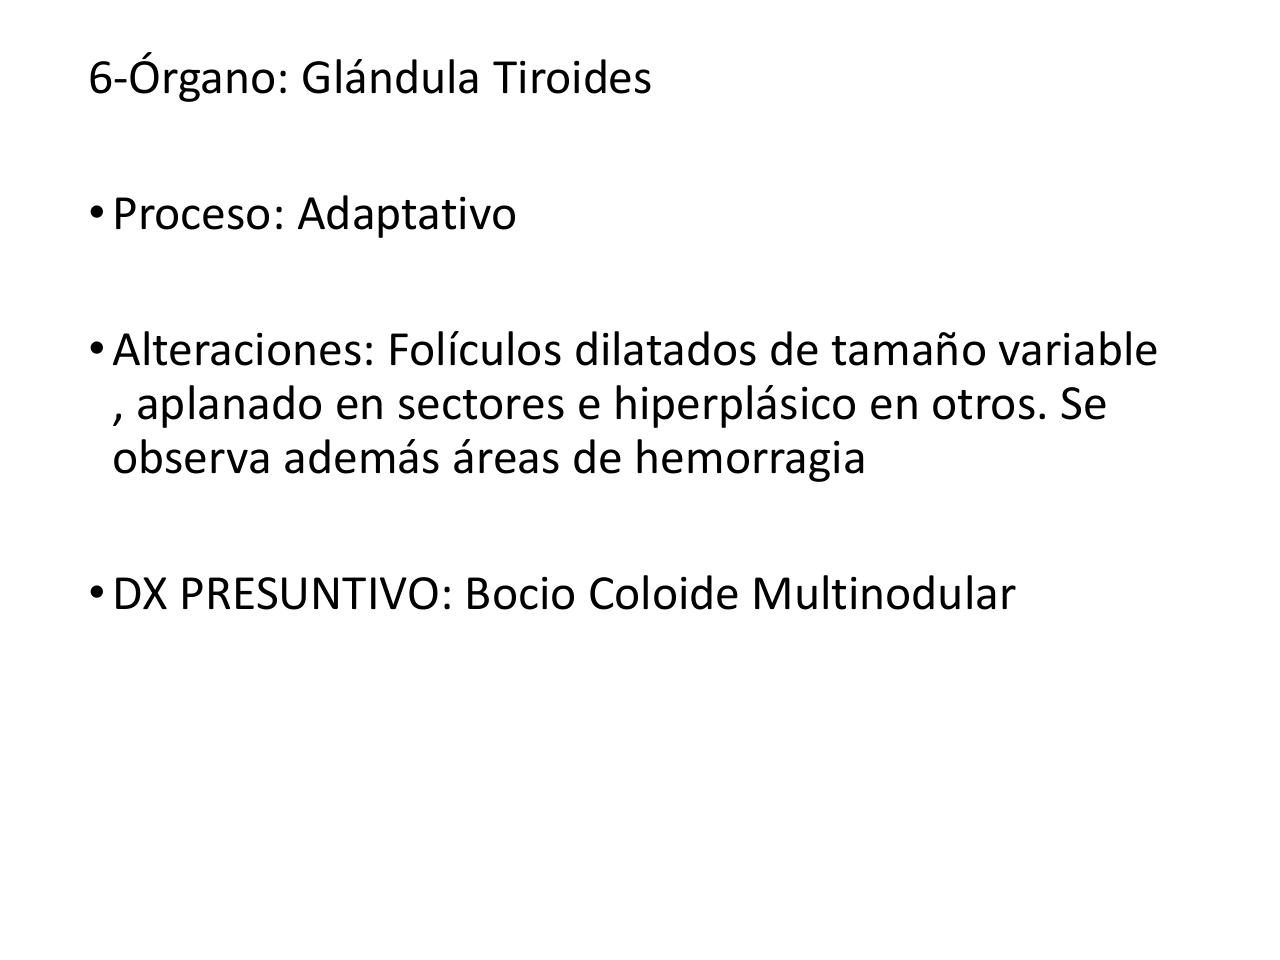 6-Órgano: Glándula Tiroides
• Proceso: Adaptativo
• Alteraciones: Folículos dilatados de tamaño variable
, aplanado en sectores e hiperplásico en otros. Se
observa además áreas de hemorragia
• DX PRESUNTIVO: Bocio Coloide Multinodular